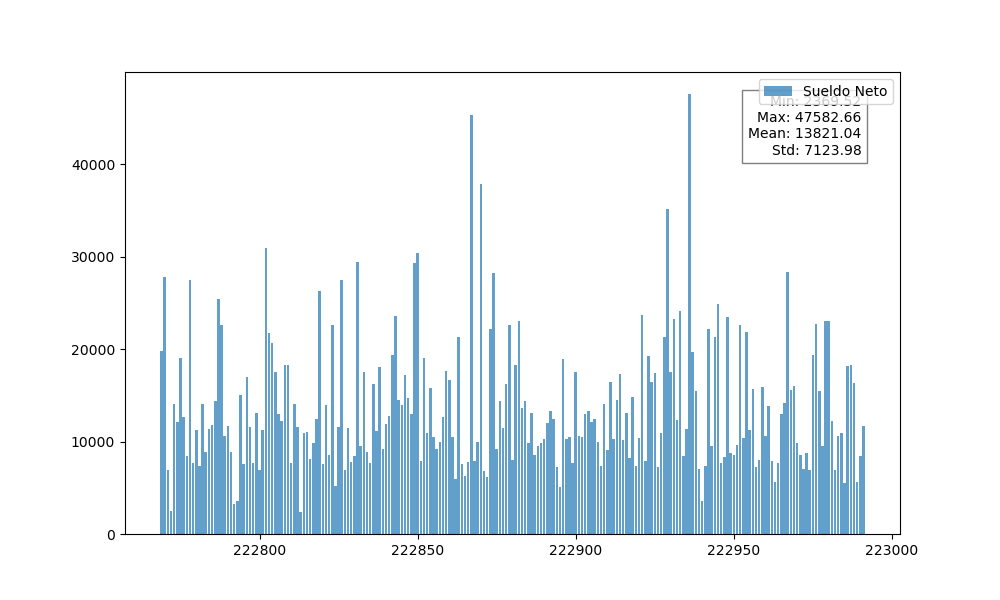 Sueldo Neto
Min: 2369.52
Max: 47582.66
Mean: 13821.04
Std: 7123.98
40000
30000
20000
10000
0
222800
222850
222900
222950
223000